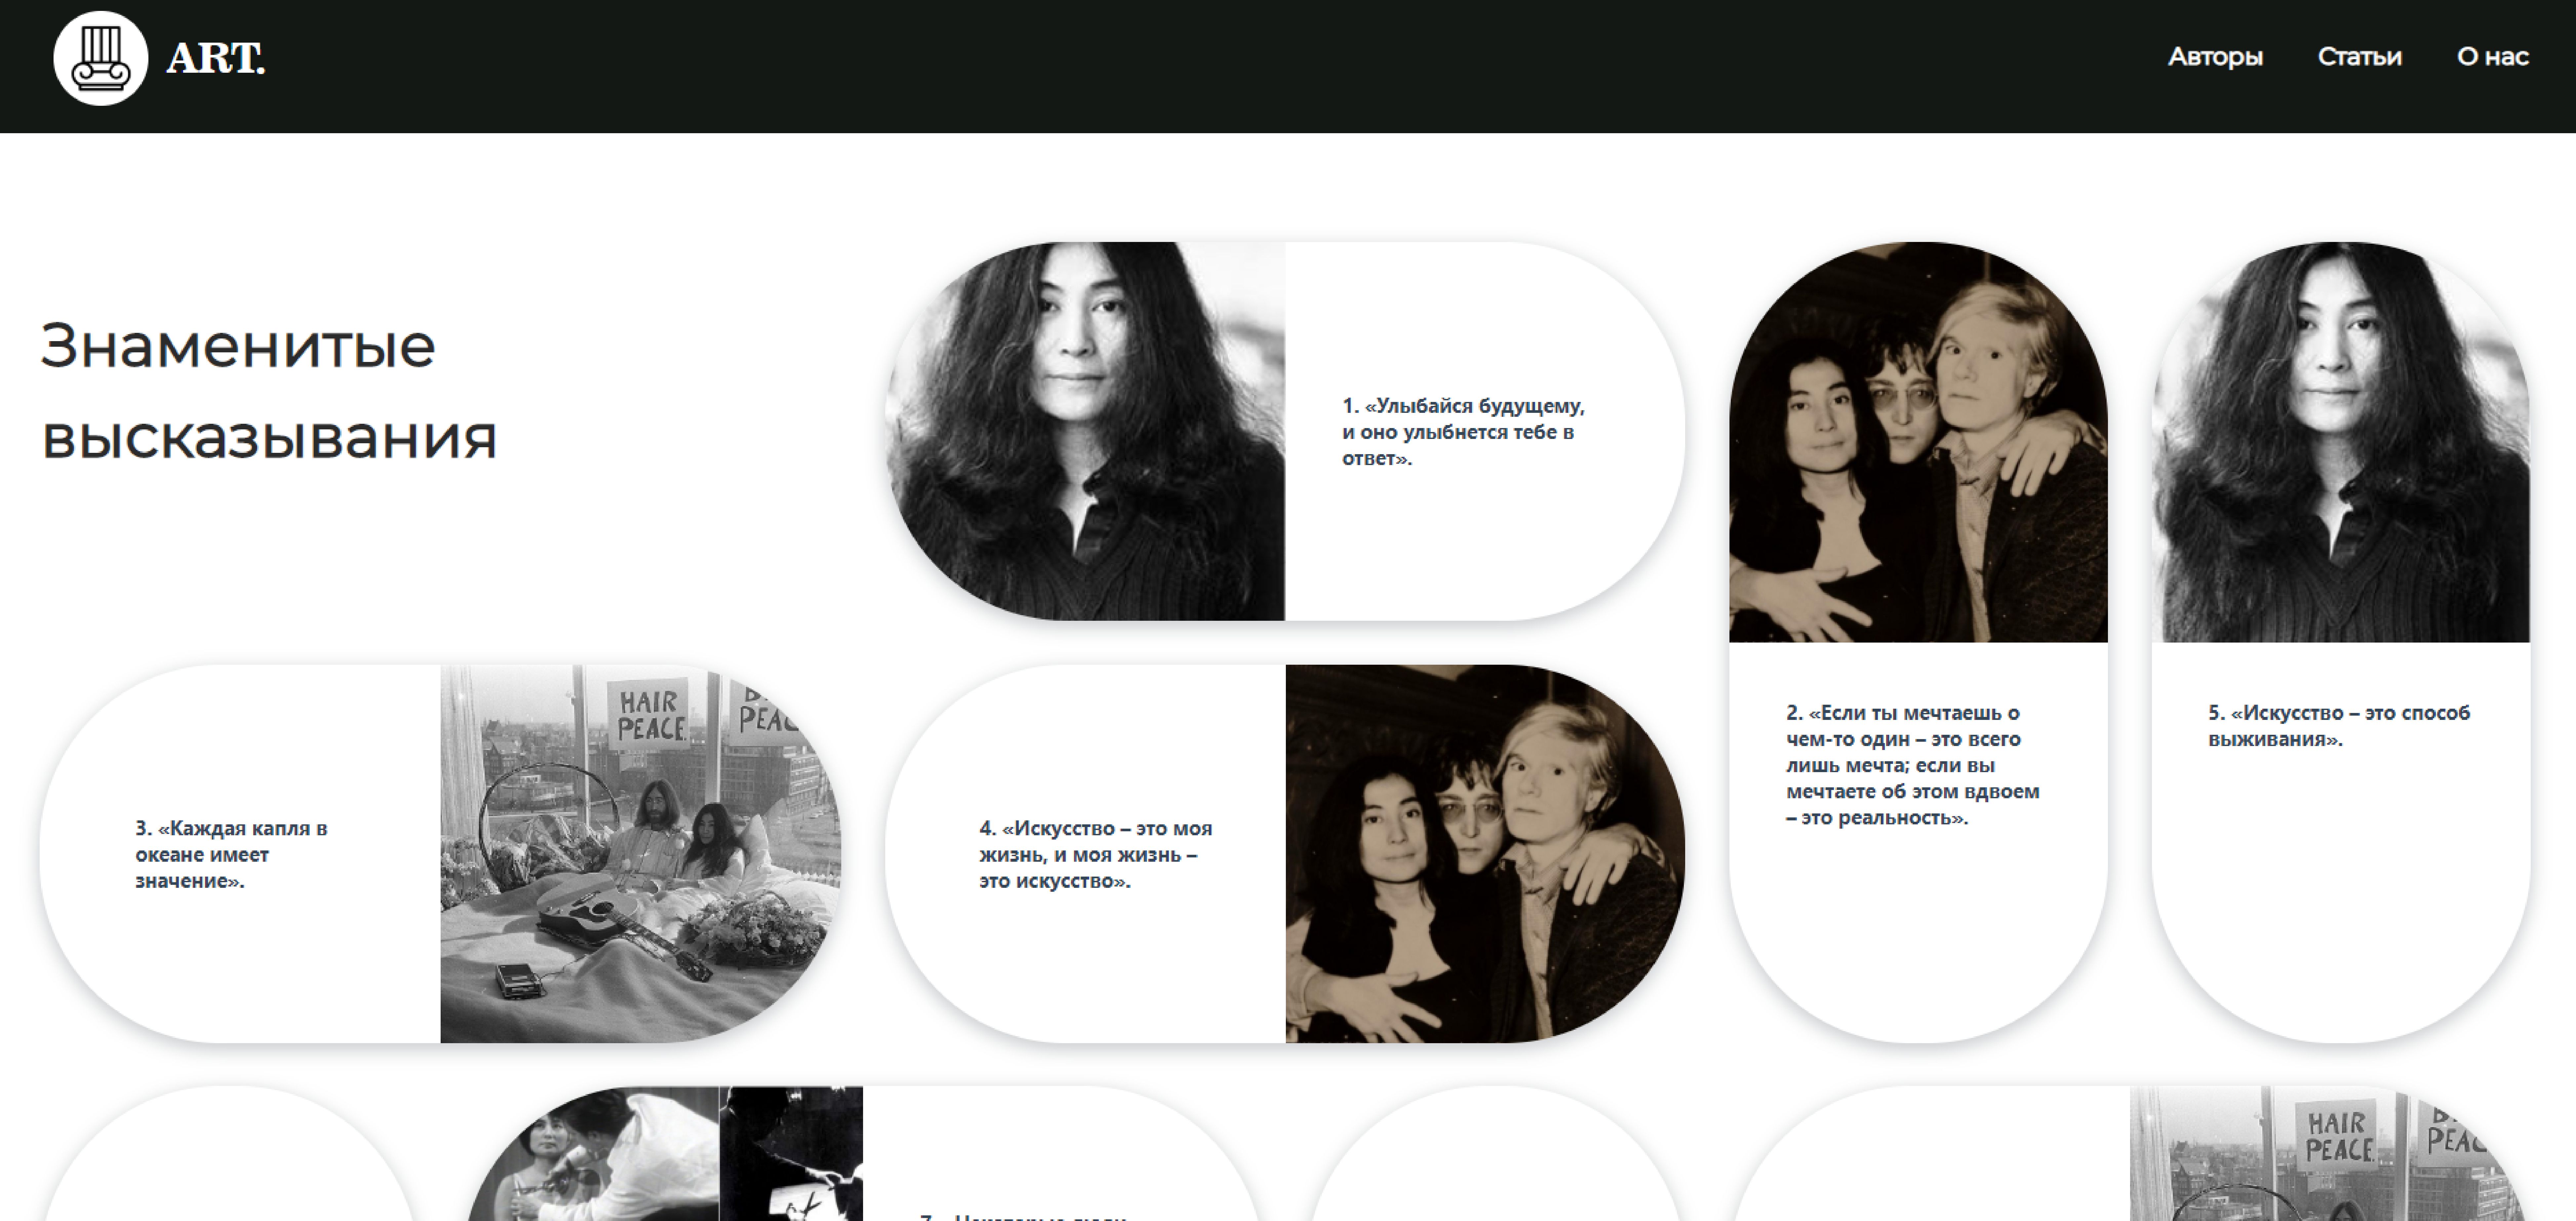 ART.
Авторы Статьи О нас
Знаменитые
высказывания
1. «Улыбайся будущему,
и оно улыбнется тебе в
ответ».
2. «Если ты мечтаешь о
чем-то один – это всего
лишь мечта; если вы
мечтаете об этом вдвоем
– это реальность».
5. «Искусство – это способ
выживания».
3. «Каждая капля в
океане имеет
значение».
HAIR
PEACE.
PEAC
4. «Искусство – это моя
жизнь, и моя жизнь –
это искусство».
HAIR
PEACE.
PEAC